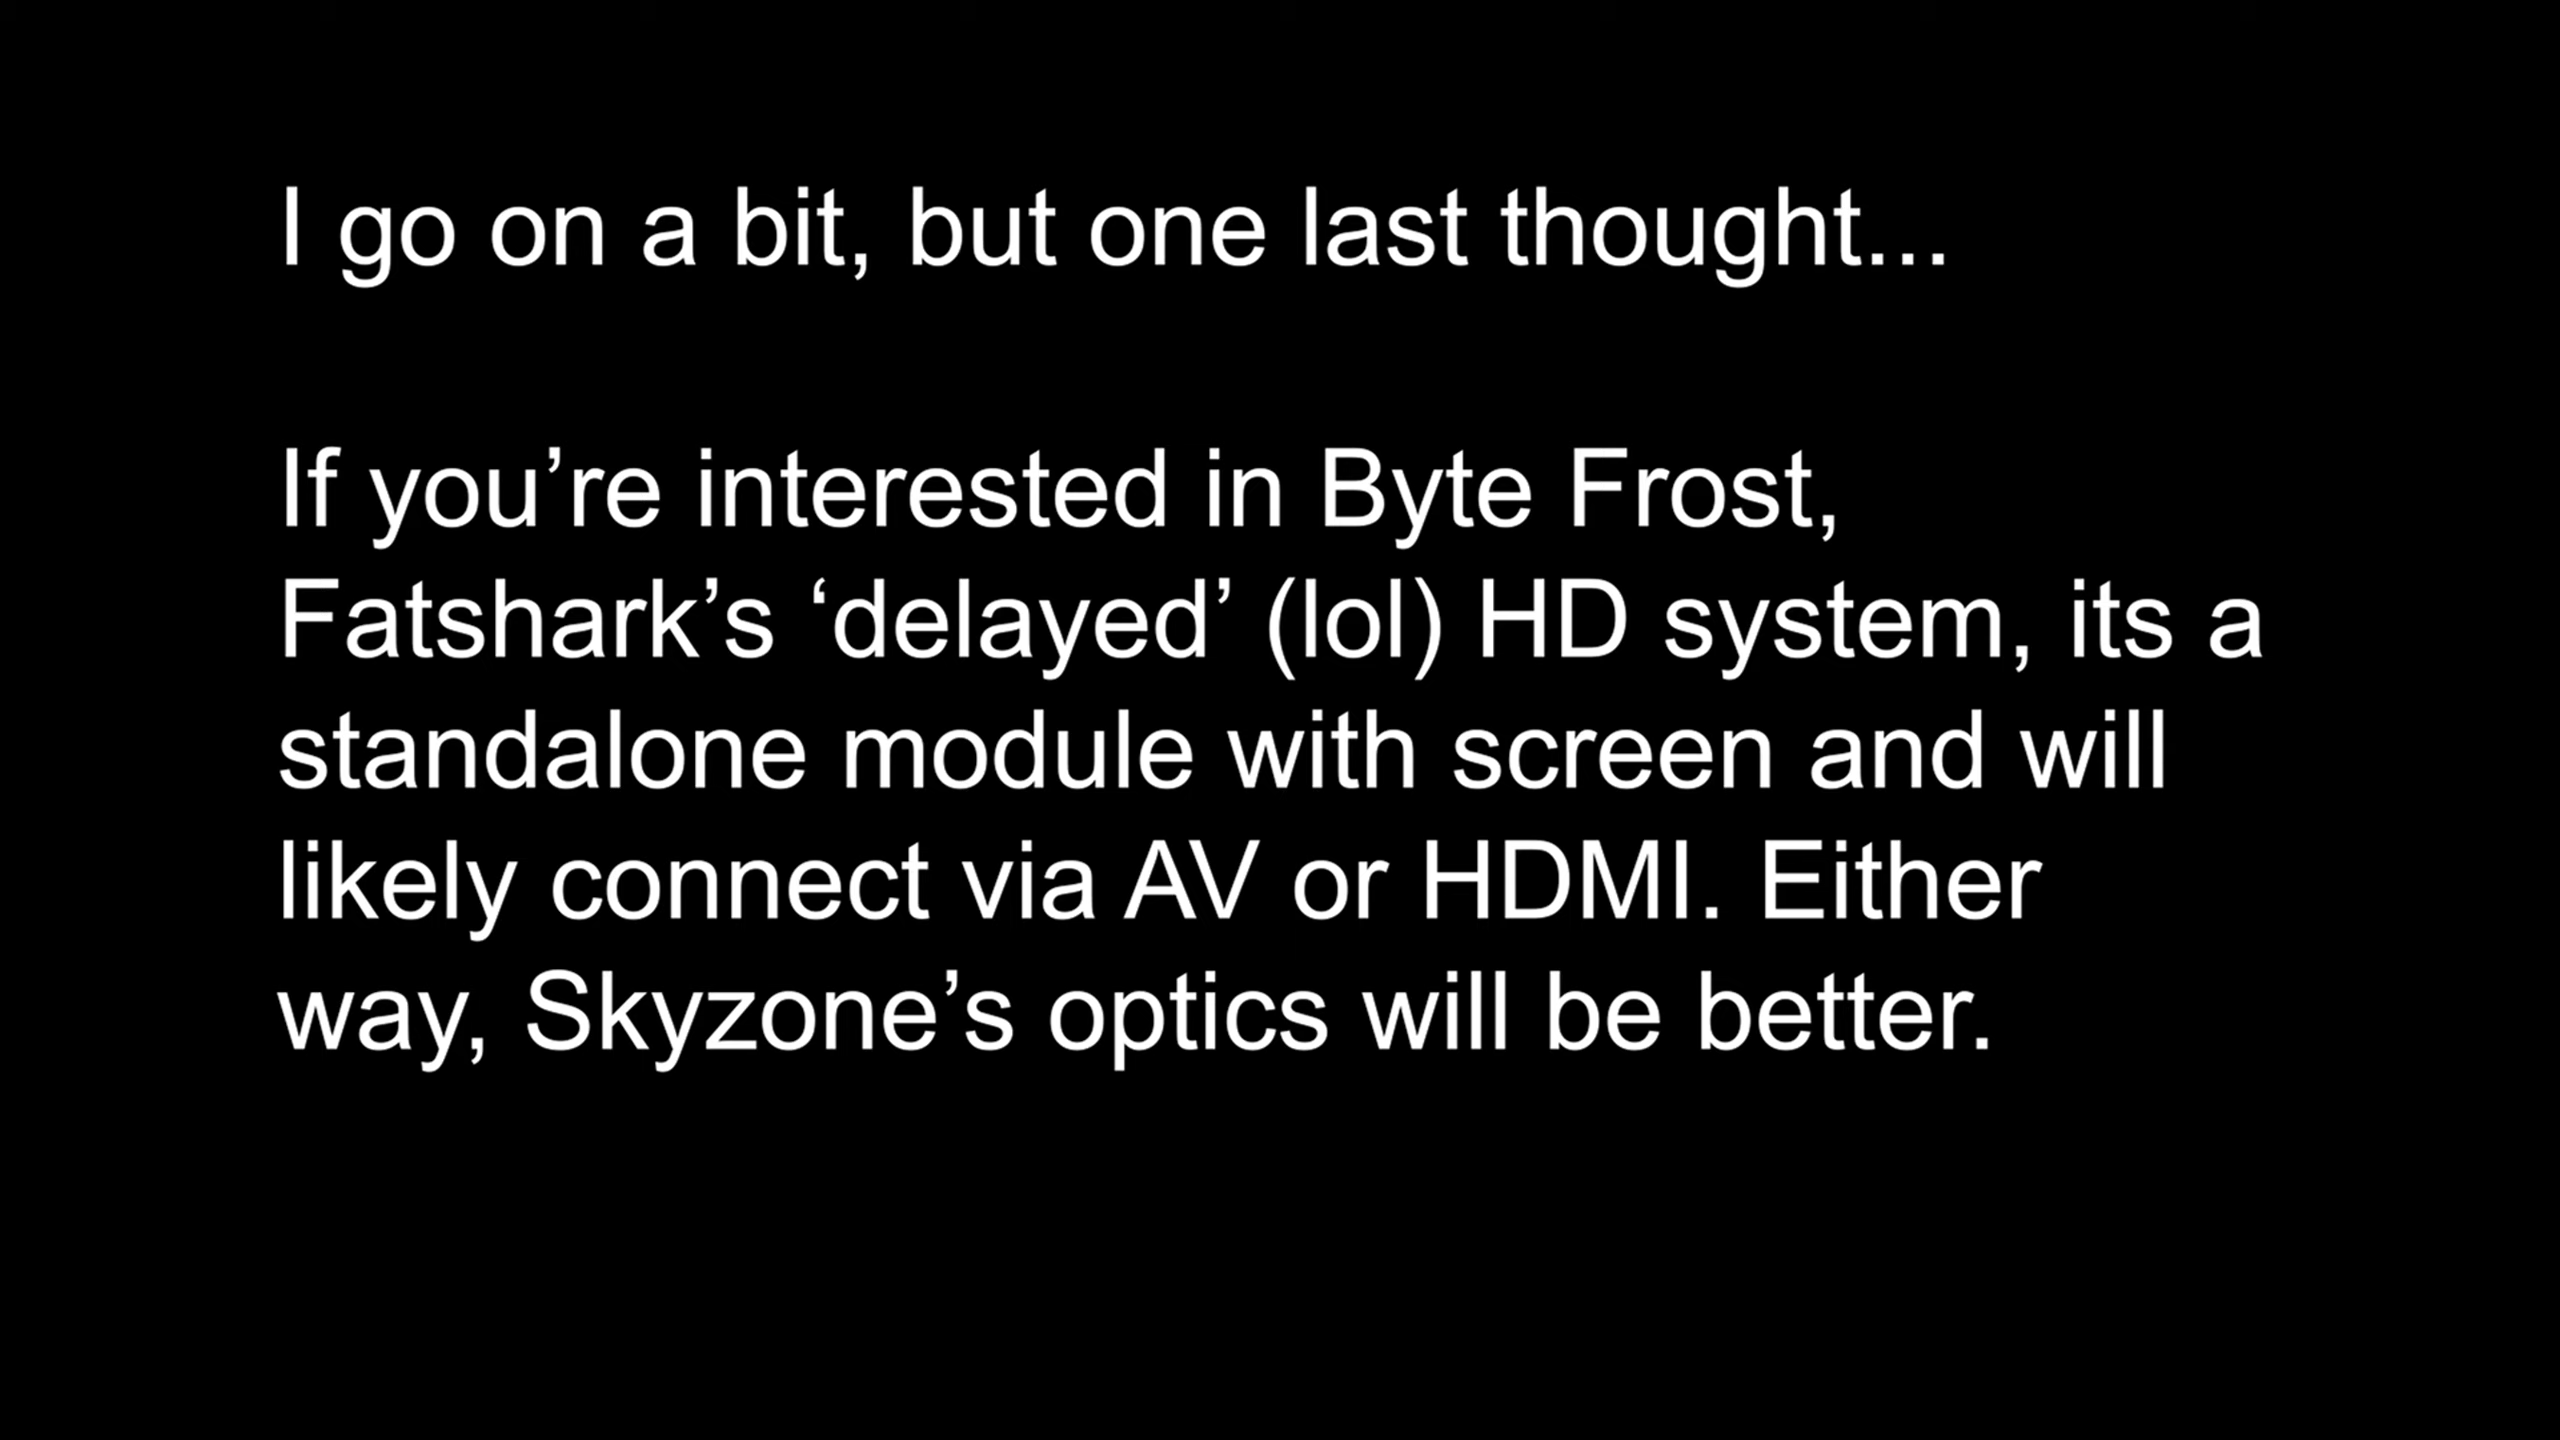 I go on a bit, but one last thought...
If you’re interested in Byte Frost,
Fatshark’s ‘delayed’ (lol) HD system, its a
standalone module with screen and will
likely connect via AV or HDMI. Either
way, Skyzone’s optics will be better.